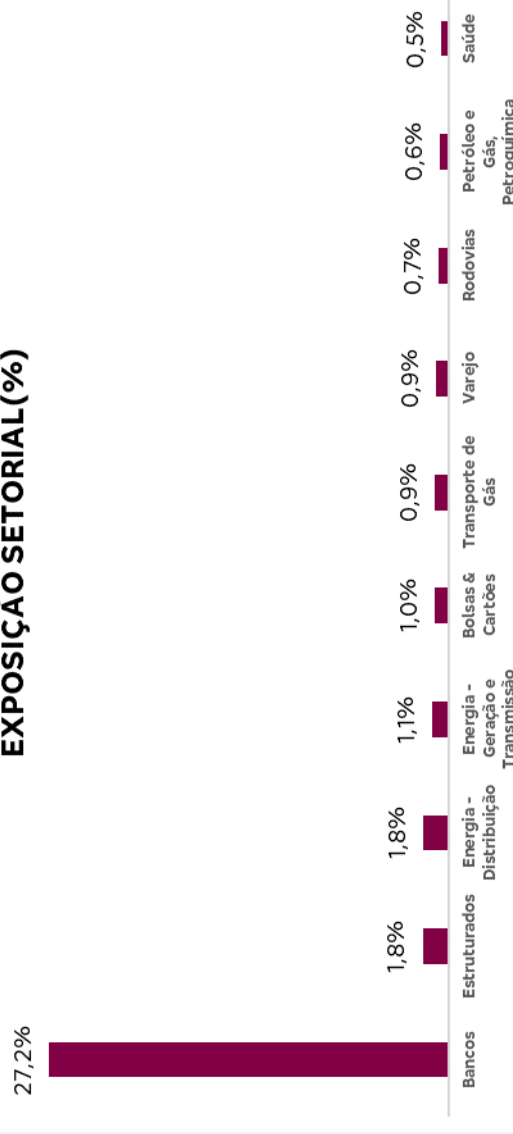 EXPOSIÇÃO SETORIAL(%)
27,2%
1,8%
1,8%
1,1%
1,0%
0,9%
0,9%
0,7%
0,6%
0,5%
Bancos
Estruturados
Energia -
Distribuição
Energia -
Geração e
Transmissão
Bolsas &
Cartões
Transporte de
Gás
Varejo
Rodovias
Petróleo e
Gás,
Petroquímica
Saúde